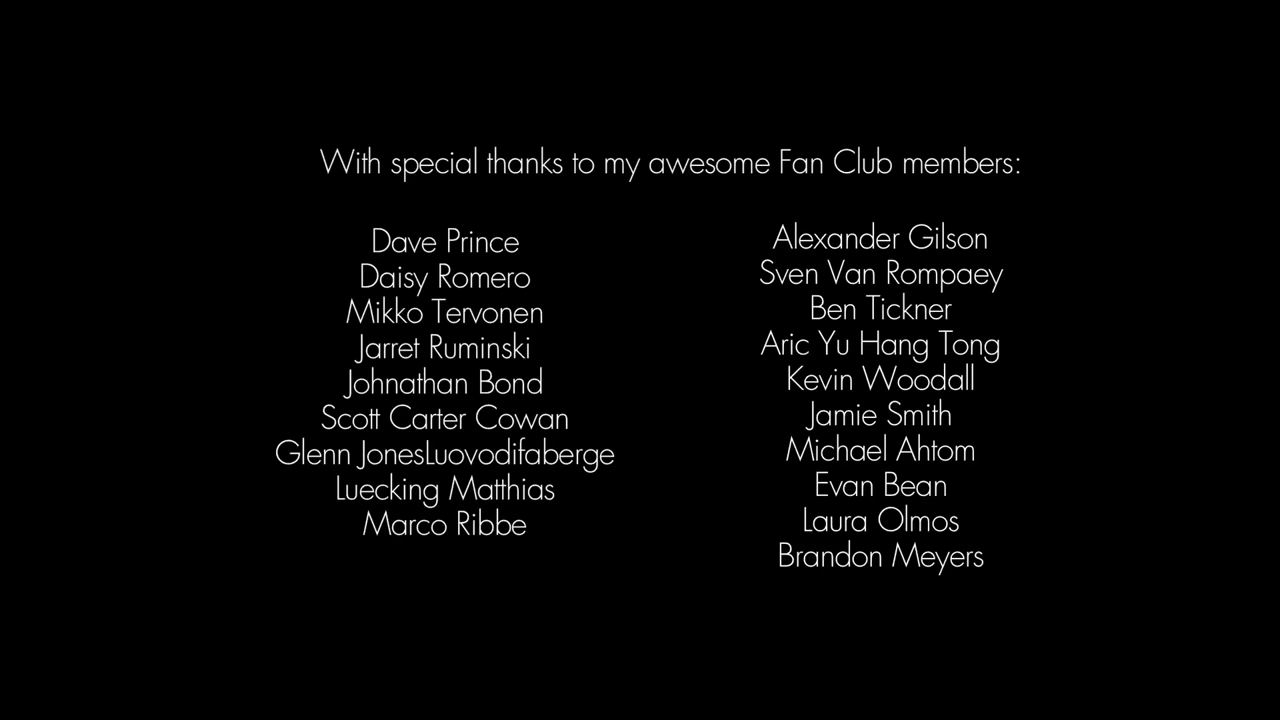 With special thanks to my awesome Fan Club members:
Dave Prince
Daisy Romero
Mikko Tervonen
Jarret Ruminski
Johnathan Bond
Scott Carter Cowan
Glenn JonesLuovodifaberge
Luecking Matthias
Marco Ribbe
Alexander Gilson
Sven Van Rompaey
Ben Tickner
Aric Yu Hang Tong
Kevin Woodall
Jamie Smith
Michael Ahtom
Evan Bean
Laura Olmos
Brandon Meyers